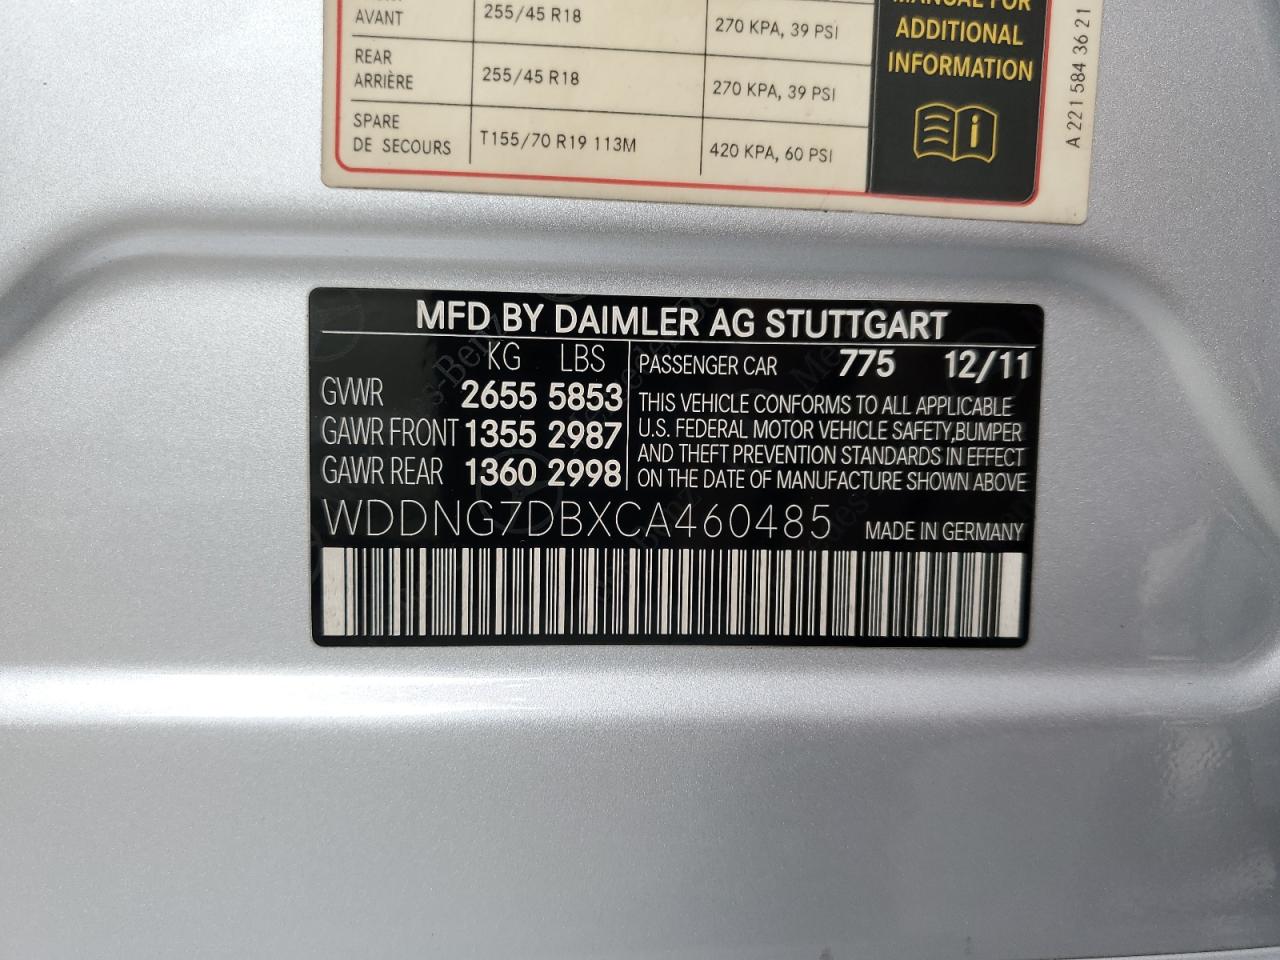 AVANT 255/45 R18 270 KPA, 39 PSI
REAR
ARRIÈRE 255/45 R18 270 KPA, 39 PSI
SPARE
DE SECOURS T155/70 R19 113M 420 KPA, 60 PSI
MANUAL FOR
ADDITIONAL
INFORMATION
A 221 584 36 21
MFD BY DAIMLER AG STUTTGART
KG LBS
GVWR 2655 5853
GAWR FRONT 1355 2987
GAWR REAR 1360 2998
PASSENGER CAR 775 12/11
THIS VEHICLE CONFORMS TO ALL APPLICABLE
U.S. FEDERAL MOTOR VEHICLE SAFETY,BUMPER
AND THEFT PREVENTION STANDARDS IN EFFECT
ON THE DATE OF MANUFACTURE SHOWN ABOVE
WDDNG7DBXCA460485 MADE IN GERMANY